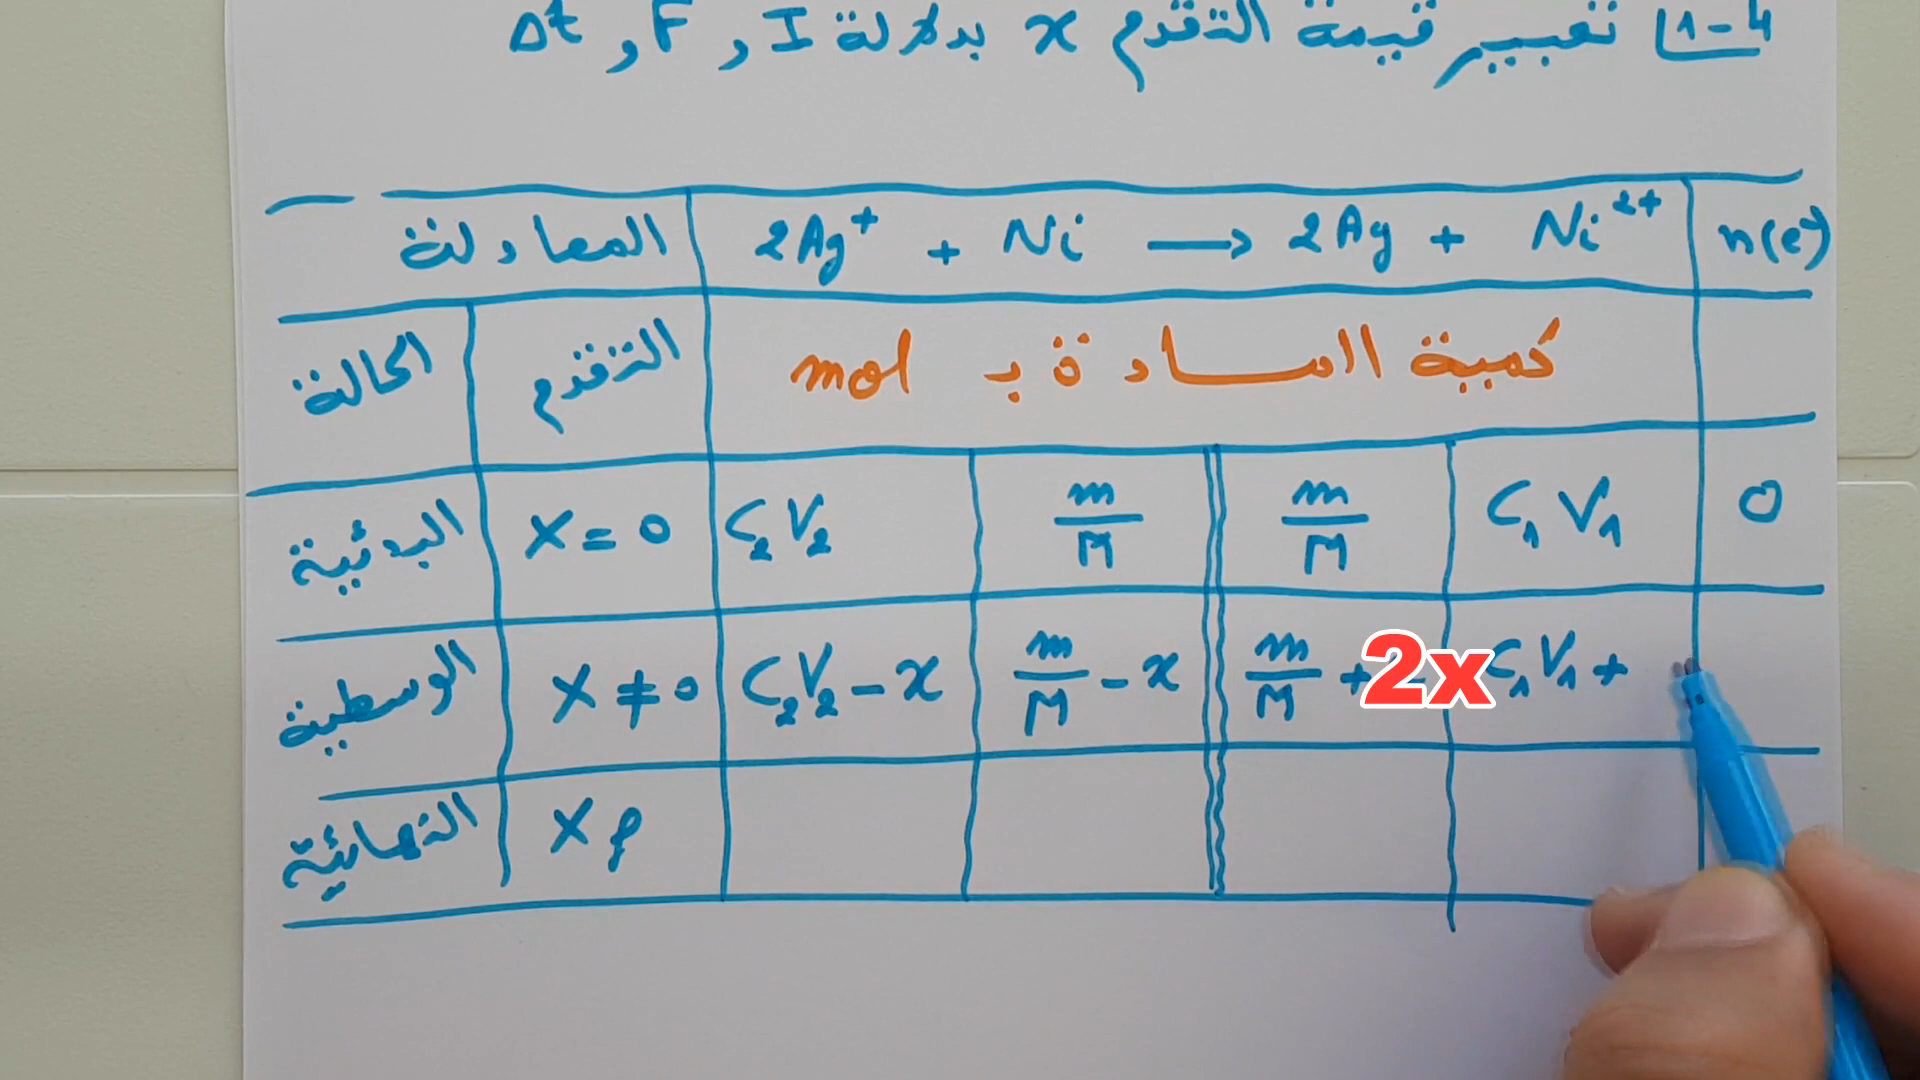 1-4 تعبير قيمة التقدم x بدلالة I و F و Δt
المعادلة 2Ag⁺ + Ni ⟶ 2Ag + Ni²⁺ n(e⁻)
الحالة التقدم كمية المادة ب mol
البدئية x = 0 C₂V₂ m/M m/M C₁V₁ 0
الوسطية x ≠ 0 C₂V₂ - x m/M - x m/M + 2x C₁V₁ +
النهائية xf